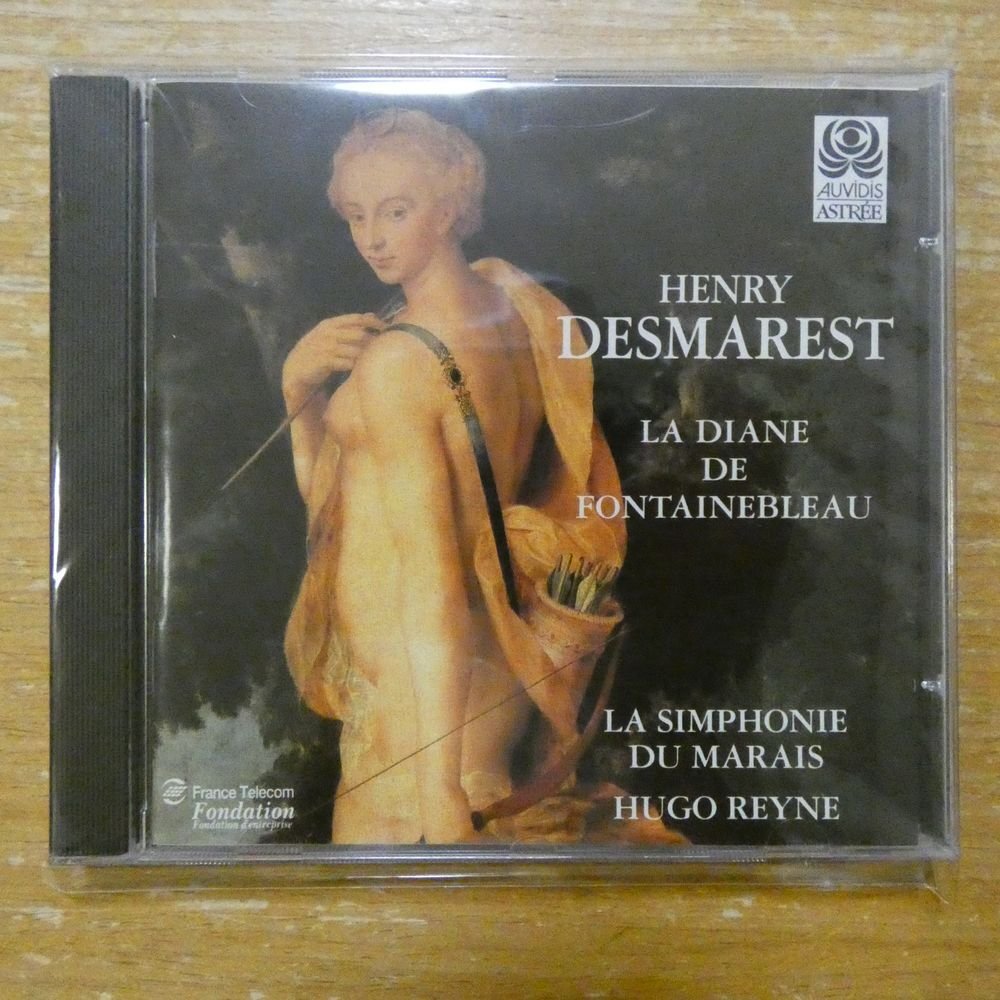 AUVIDIS
ASTRÉE
HENRY
DESMAREST
LA DIANE
DE
FONTAINEBLEAU
LA SIMPHONIE
DU MARAIS
HUGO REYNE
France Telecom
Fondation
Fondation d'entreprise